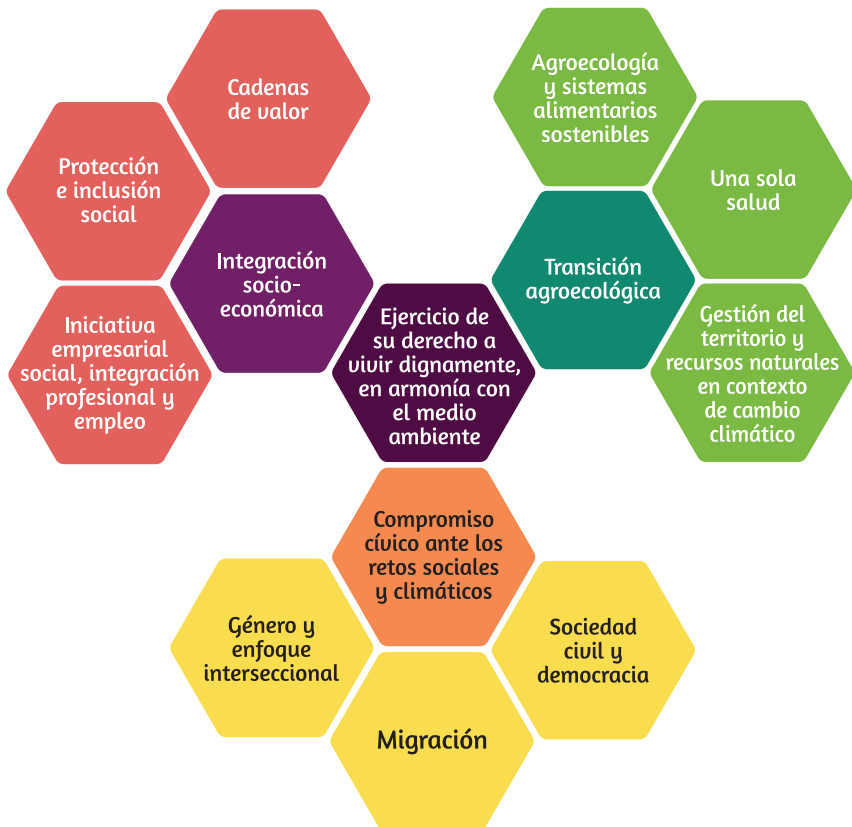 Cadenas
de valor
Protección
e inclusión
social
Integración
socio-
económica
Iniciativa
empresarial
social, integración
profesional y
empleo
Agroecología
y sistemas
alimentarios
sostenibles
Una sola
salud
Transición
agroecológica
Gestión del
territorio y
recursos naturales
en contexto
de cambio
climático
Ejercicio de
su derecho a
vivir dignamente,
en armonía con
el medio
ambiente
Compromiso
cívico ante los
retos sociales
y climáticos
Género y
enfoque
interseccional
Sociedad
civil y
democracia
Migración